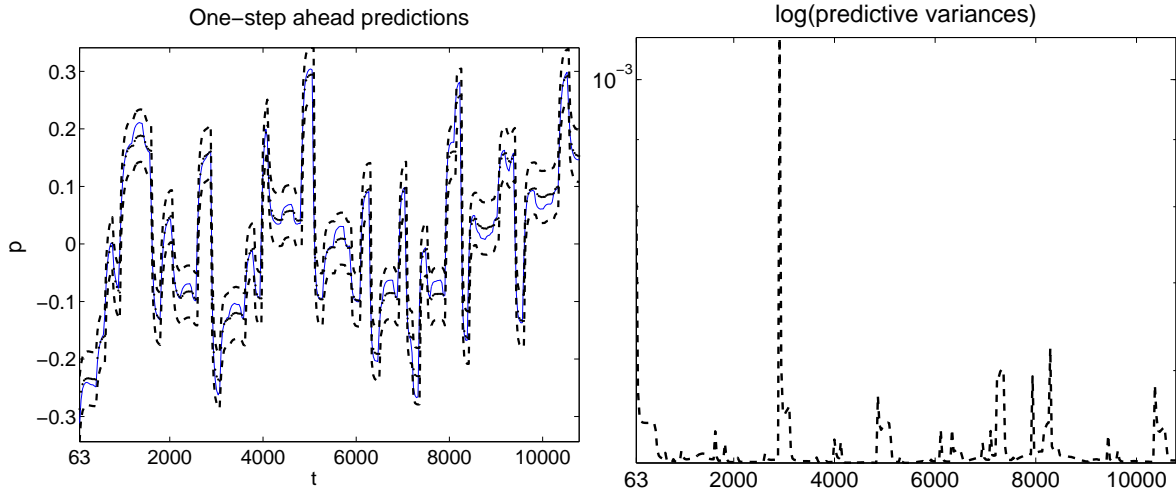 One−step ahead predictions
0.3
0.2
0.1
0
−0.1
−0.2
−0.3
p
63 2000 4000 6000 8000 10000
t
log(predictive variances)
10−3
63 2000 4000 6000 8000 10000